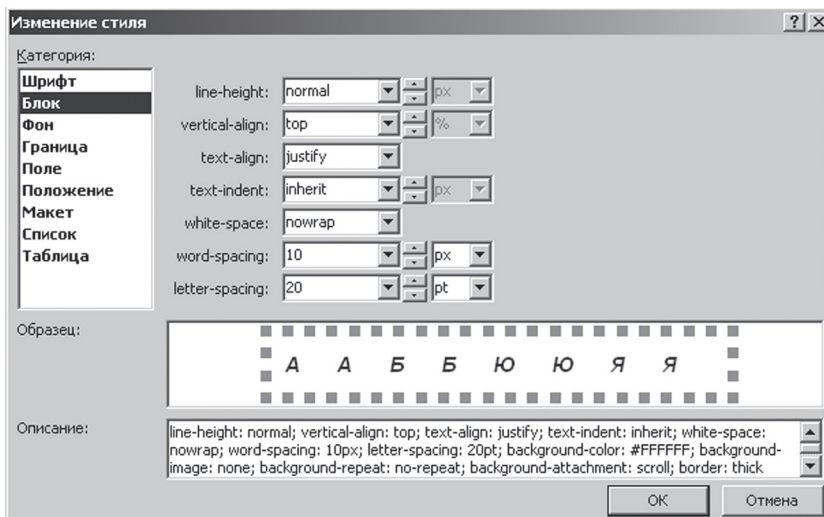 Изменение стиля
Категория:
Шрифт
Блок
Фон
Граница
Поле
Положение
Макет
Список
Таблица
line-height: normal px
vertical-align: top %
text-align: justify
text-indent: inherit px
white-space: nowrap
word-spacing: 10 px
letter-spacing: 20 pt
Образец:
А А Б Б Ю Ю Я Я
Описание:
line-height: normal; vertical-align: top; text-align: justify; text-indent: inherit; white-space:
nowrap; word-spacing: 10px; letter-spacing: 20pt; background-color: #FFFFFF; background-
image: none; background-repeat: no-repeat; background-attachment: scroll; border: thick
ОК Отмена